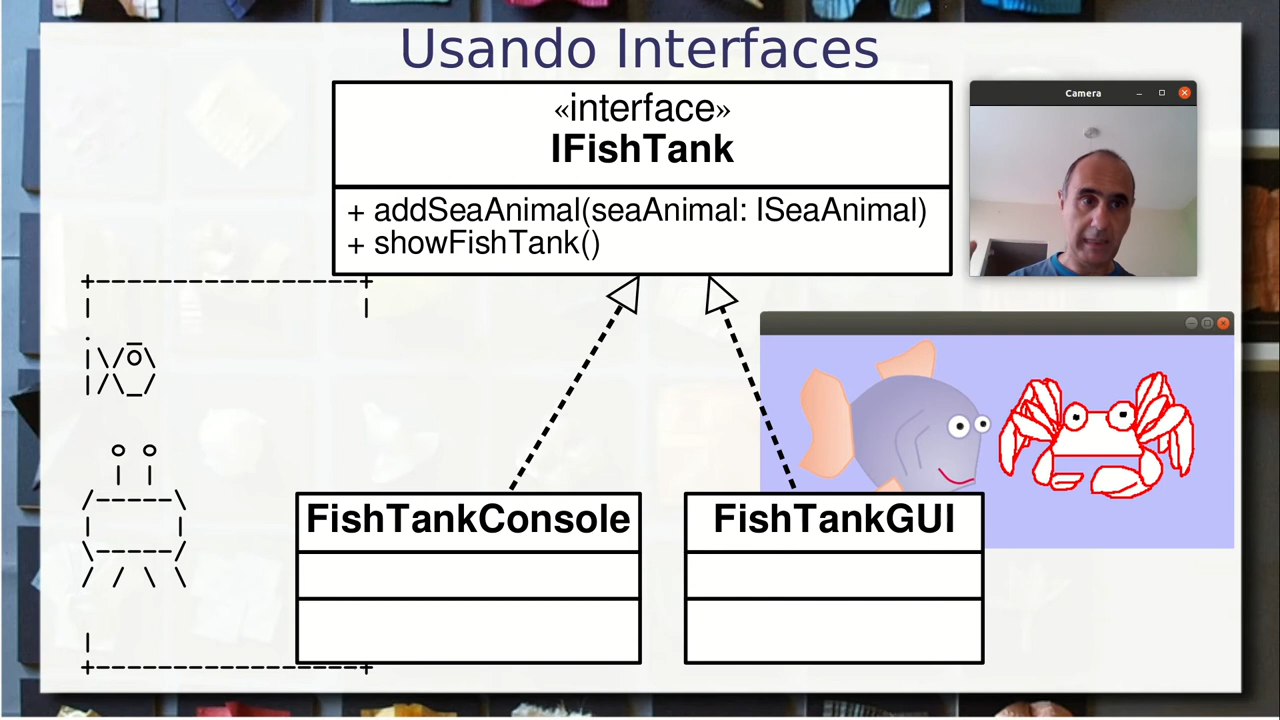 Usando Interfaces
«interface»
IFishTank
+ addSeaAnimal(seaAnimal: ISeaAnimal)
+ showFishTank()
Camera
FishTankConsole
FishTankGUI